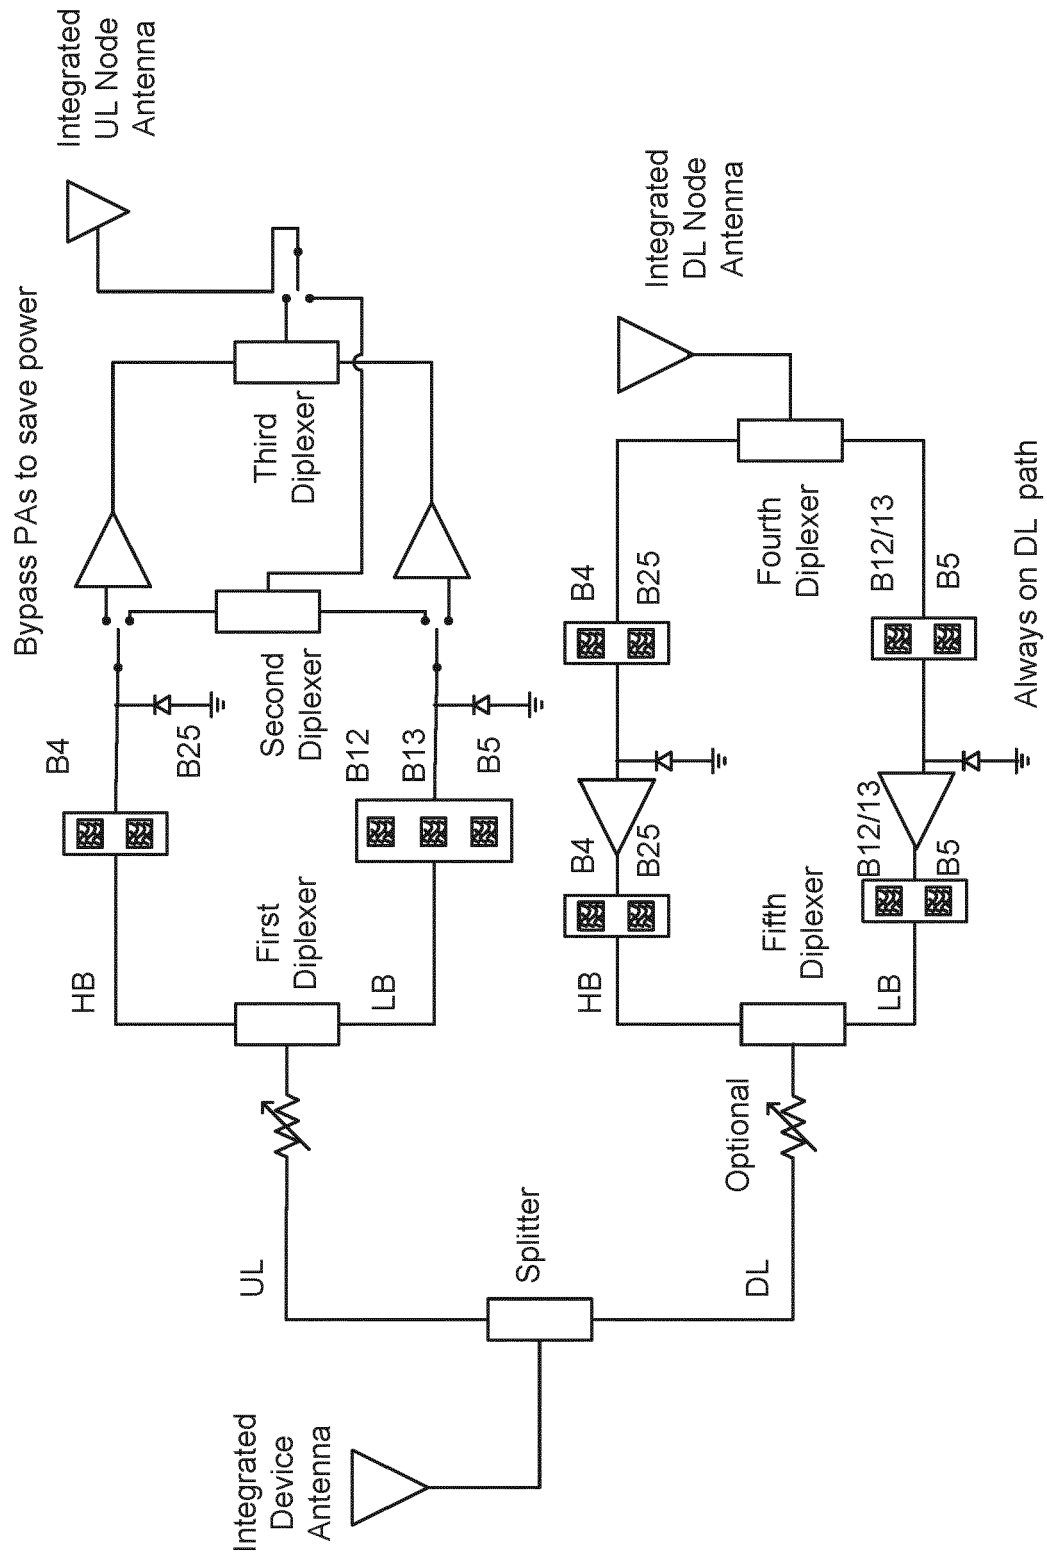 Integrated
Device
Antenna
Splitter
UL
DL
Optional
First
Diplexer
HB
LB
B4
B25
B12
B13
B5
Second
Diplexer
Third
Diplexer
Bypass PAs to save power
Integrated
UL Node
Antenna
Fifth
Diplexer
HB
LB
B4
B25
B12/13
B5
B4
B25
B12/13
B5
Fourth
Diplexer
Integrated
DL Node
Antenna
Always on DL path